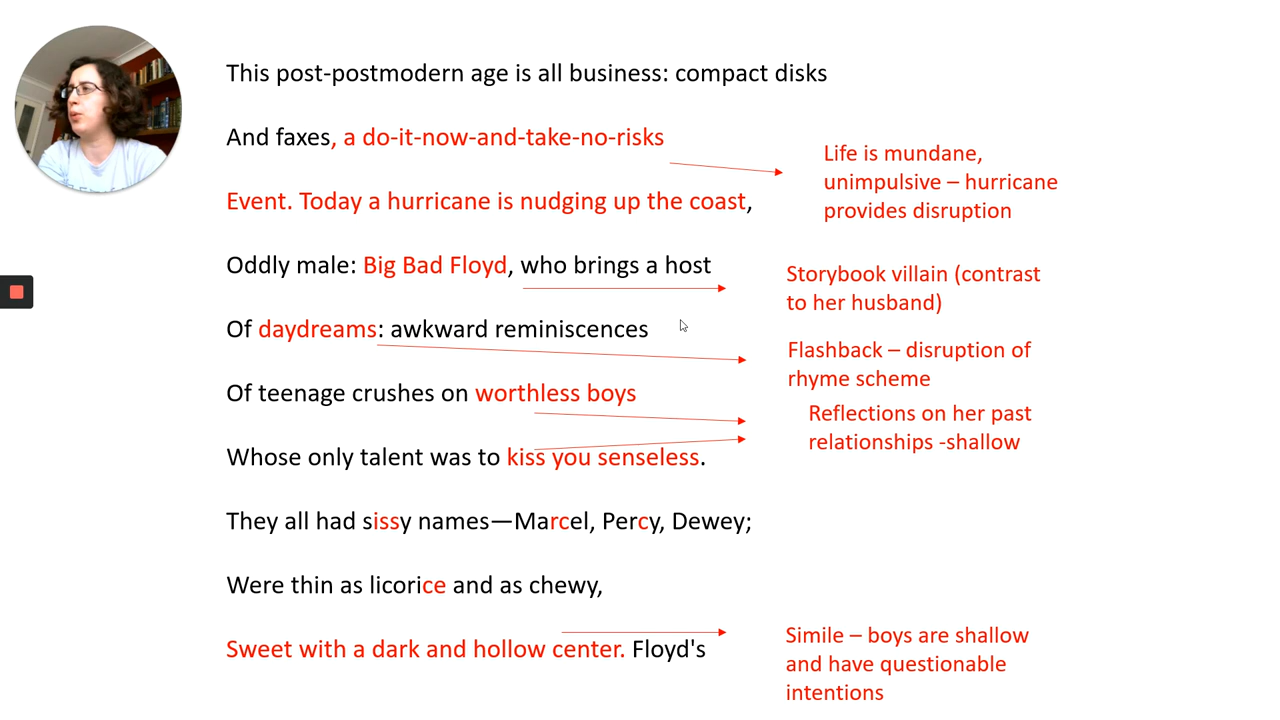 This post-postmodern age is all business: compact disks
And faxes, a do-it-now-and-take-no-risks
Event. Today a hurricane is nudging up the coast,
Oddly male: Big Bad Floyd, who brings a host
Of daydreams: awkward reminiscences
Of teenage crushes on worthless boys
Whose only talent was to kiss you senseless.
They all had sissy names—Marcel, Percy, Dewey;
Were thin as licorice and as chewy,
Sweet with a dark and hollow center. Floyd's
Life is mundane,
unimpulsive – hurricane
provides disruption
Storybook villain (contrast
to her husband)
Flashback – disruption of
rhyme scheme
Reflections on her past
relationships -shallow
Simile – boys are shallow
and have questionable
intentions